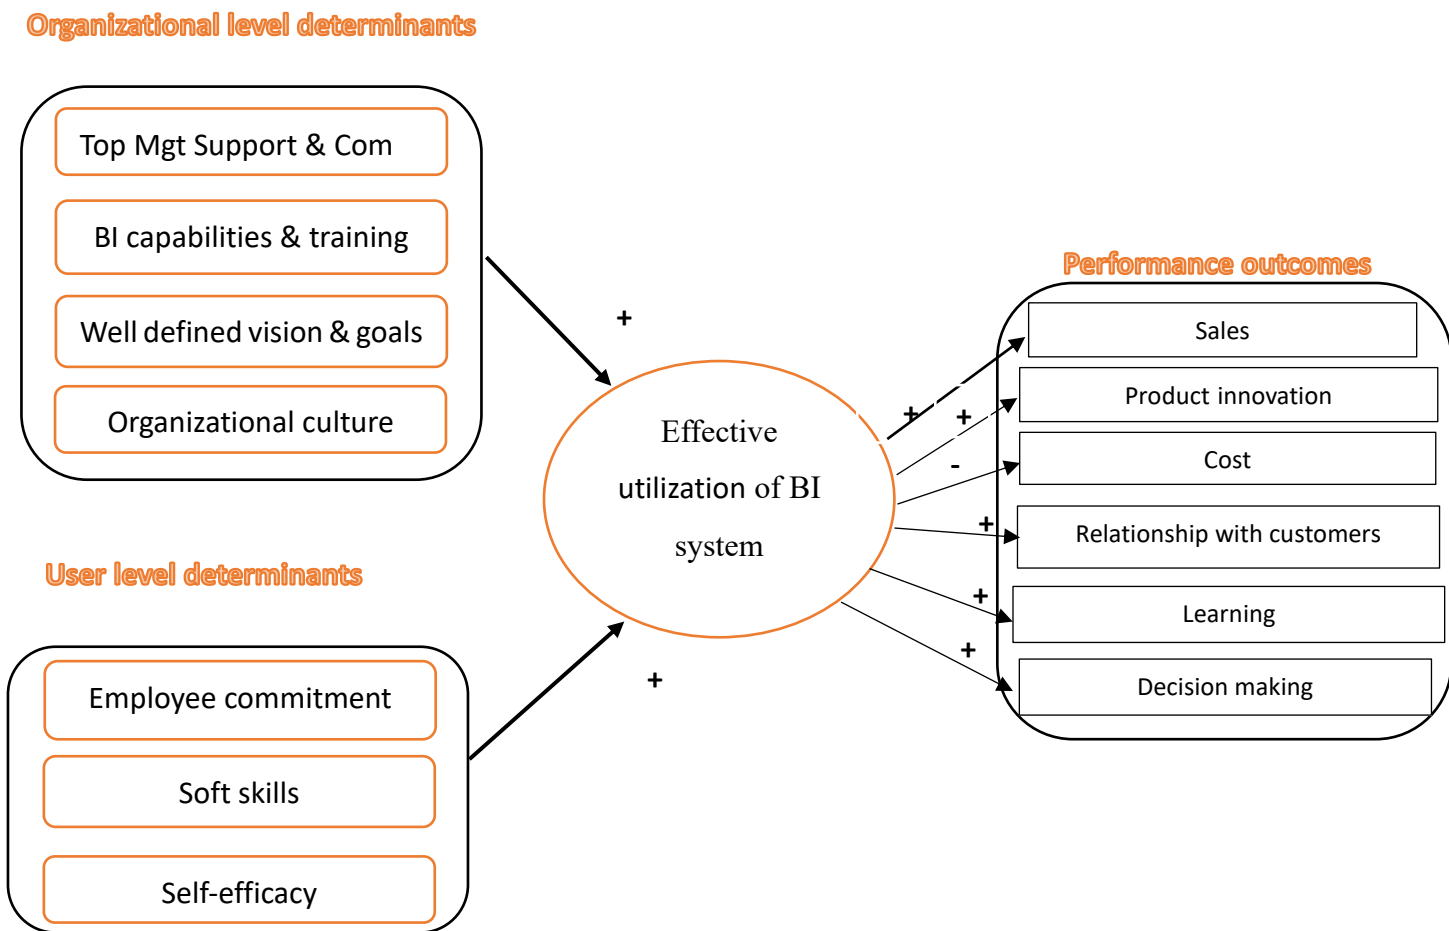 Organizational level determinants
Top Mgt Support & Com
BI capabilities & training
Well defined vision & goals
Organizational culture
+
User level determinants
Employee commitment
Soft skills
Self-efficacy
+
Effective
utilization of BI
system
Performance outcomes
+
Sales
+
Product innovation
-
Cost
+
Relationship with customers
+
Learning
+
Decision making